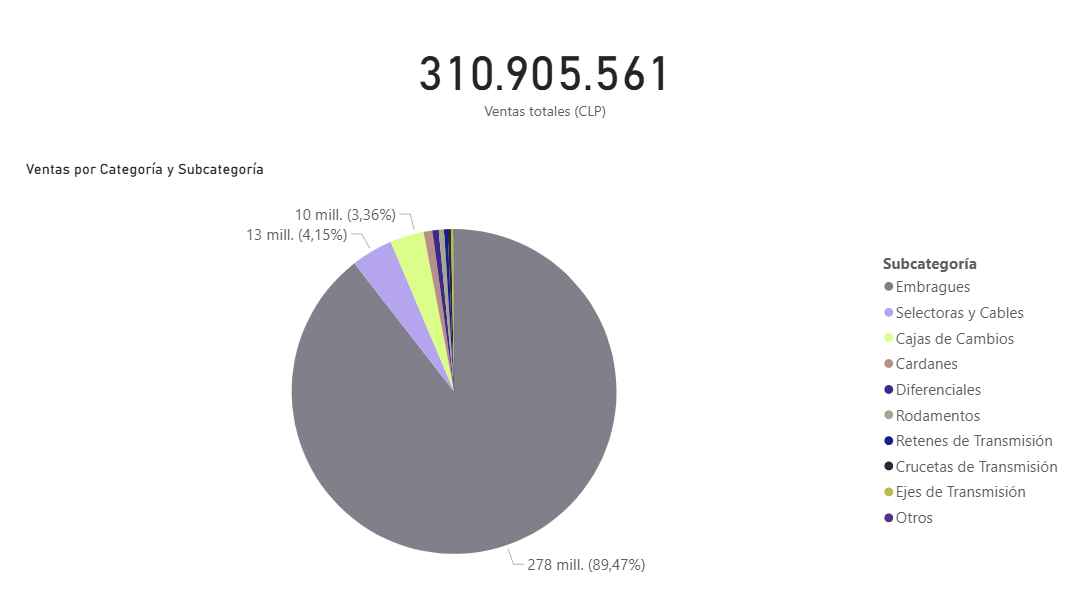 310.905.561
Ventas totales (CLP)
Ventas por Categoría y Subcategoría
10 mill. (3,36%)
13 mill. (4,15%)
278 mill. (89,47%)
Subcategoría
Embragues
Selectoras y Cables
Cajas de Cambios
Cardanes
Diferenciales
Rodamentos
Retenes de Transmisión
Crucetas de Transmisión
Ejes de Transmisión
Otros